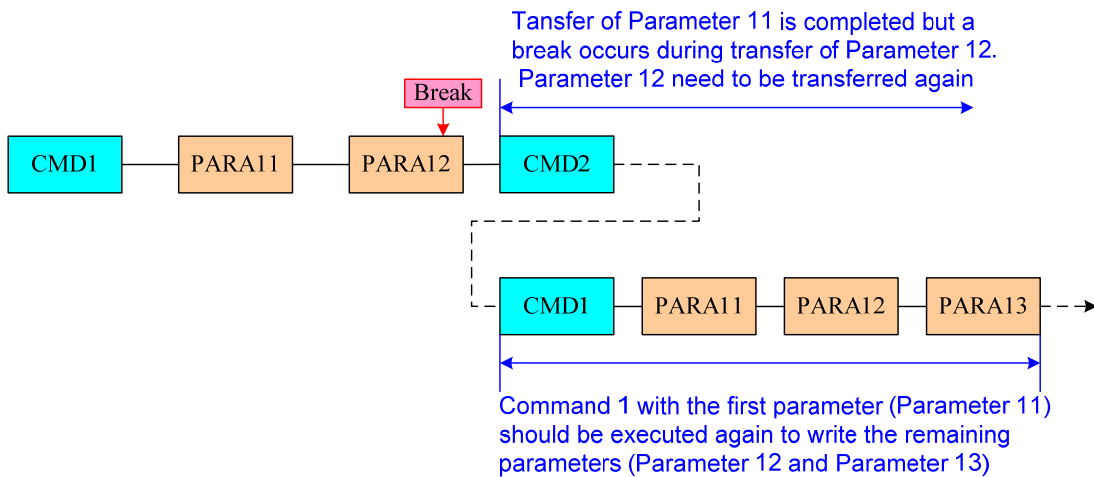 Tansfer of Parameter 11 is completed but a
break occurs during transfer of Parameter 12.
Parameter 12 need to be transferred again
Break
CMD1 PARA11 PARA12 CMD2
CMD1 PARA11 PARA12 PARA13
Command 1 with the first parameter (Parameter 11)
should be executed again to write the remaining
parameters (Parameter 12 and Parameter 13)